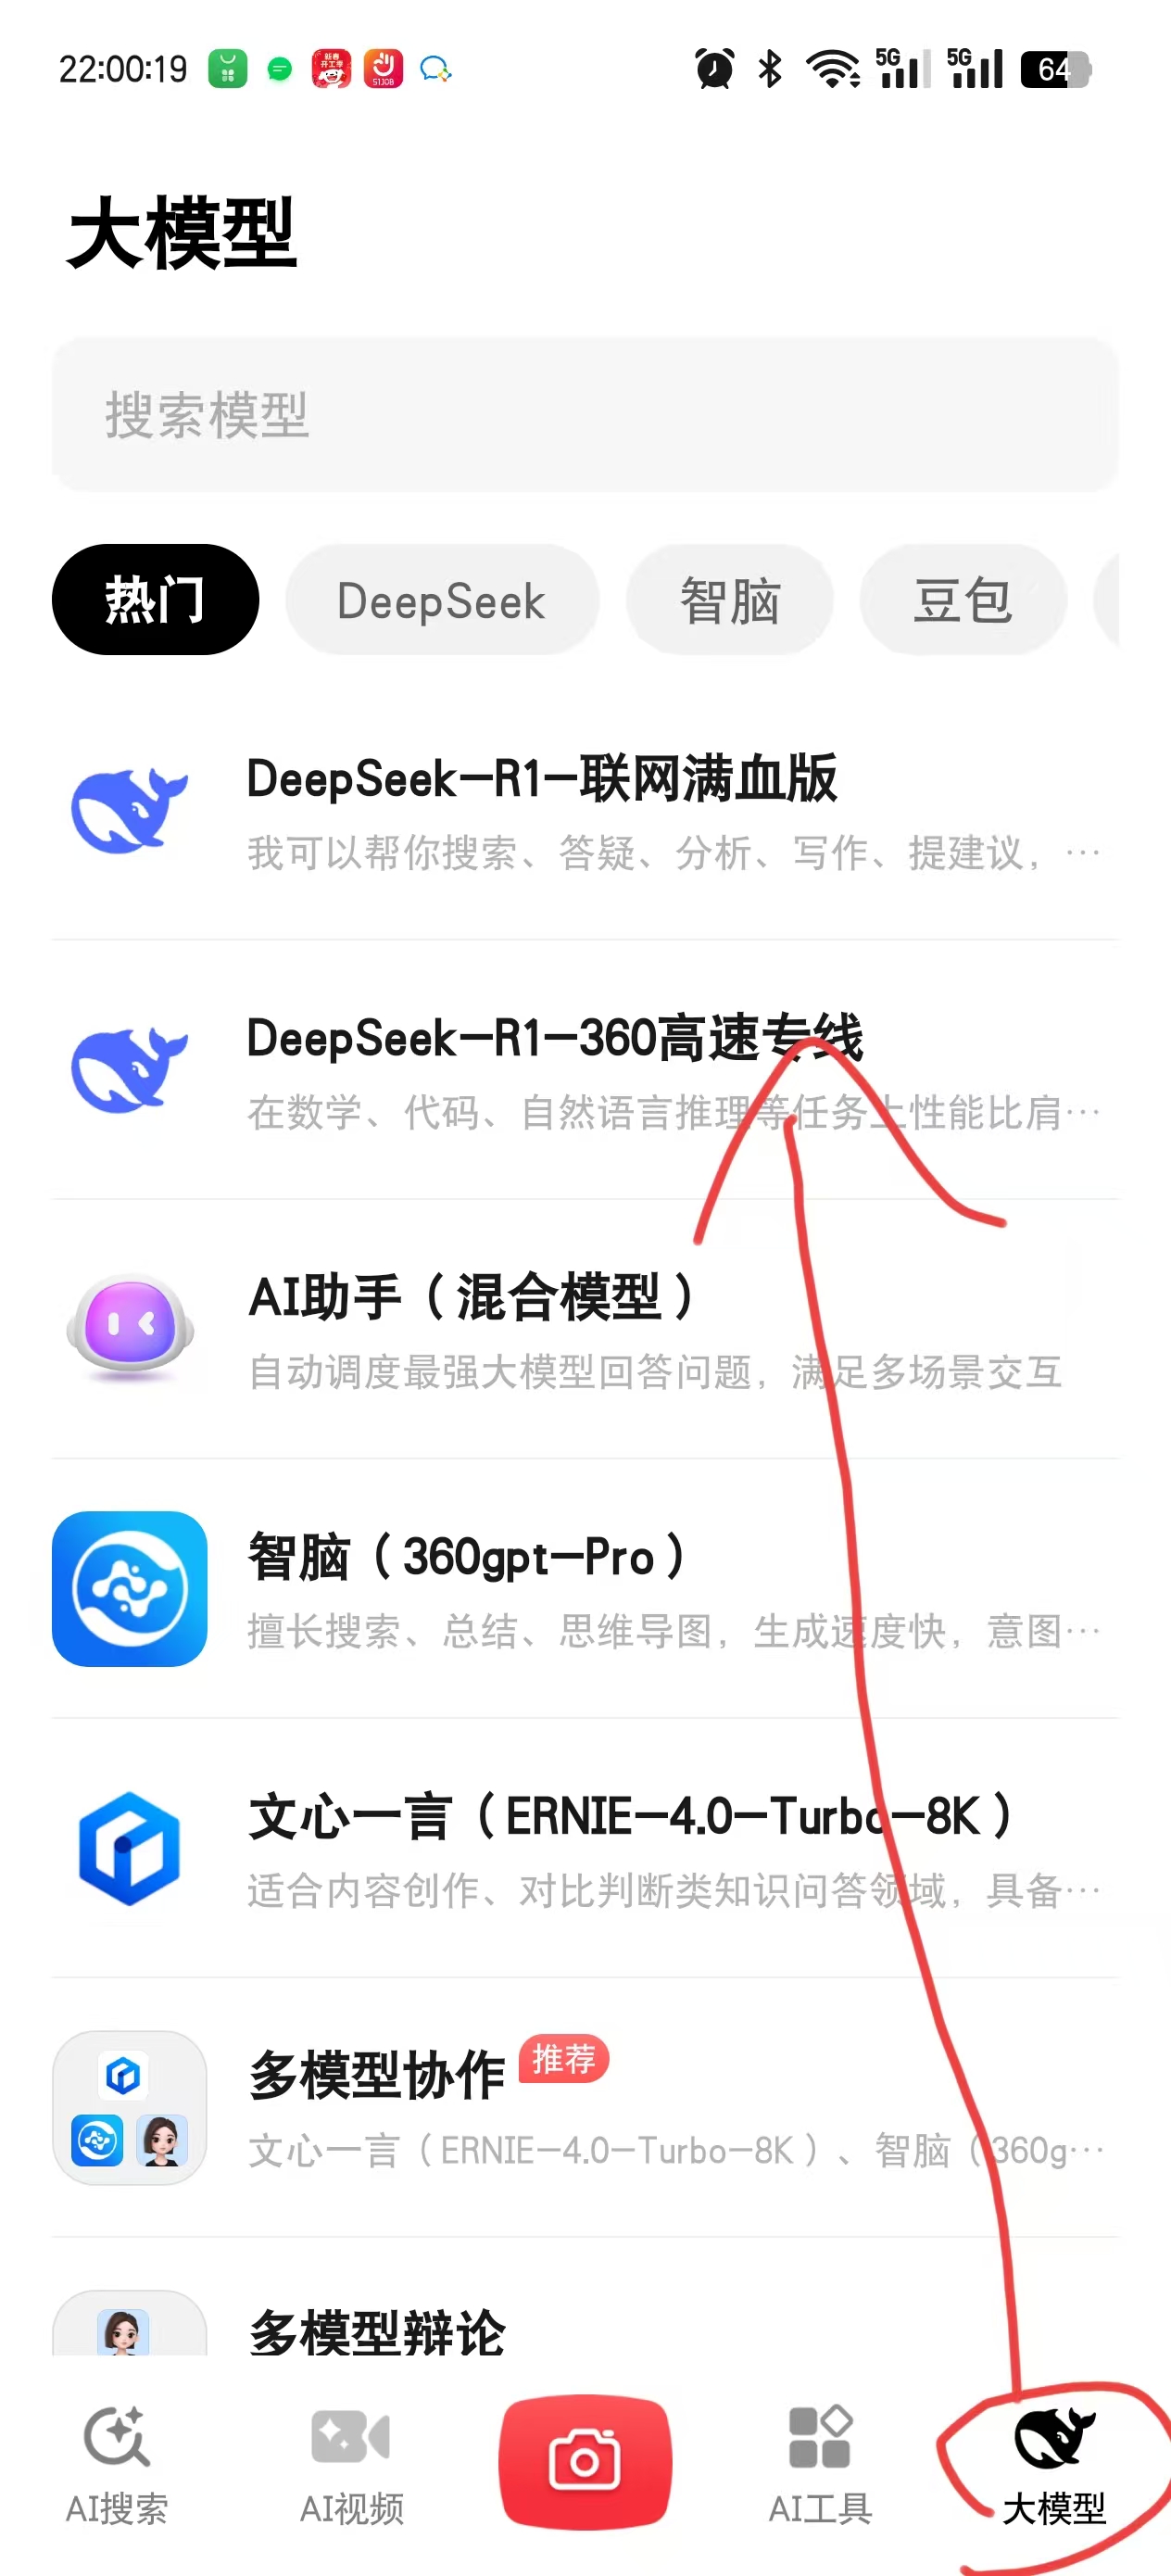 22:00:19
5G
5G
64
51JOB
大模型
搜索模型
热门
DeepSeek
智脑
豆包
DeepSeek-R1-联网满血版
我可以帮你搜索、答疑、分析、写作、提建议，…
DeepSeek-R1-360高速专线
在数学、代码、自然语言推理等任务上性能比肩…
AI助手（混合模型）
自动调度最强大模型回答问题，满足多场景交互
智脑（360gpt-Pro）
擅长搜索、总结、思维导图，生成速度快，意图…
文心一言（ERNIE-4.0-Turbo-8K）
适合内容创作、对比判断类知识问答领域，具备…
多模型协作
推荐
文心一言（ERNIE-4.0-Turbo-8K）、智脑（360g…
多模型辩论
AI搜索
AI视频
AI工具
大模型